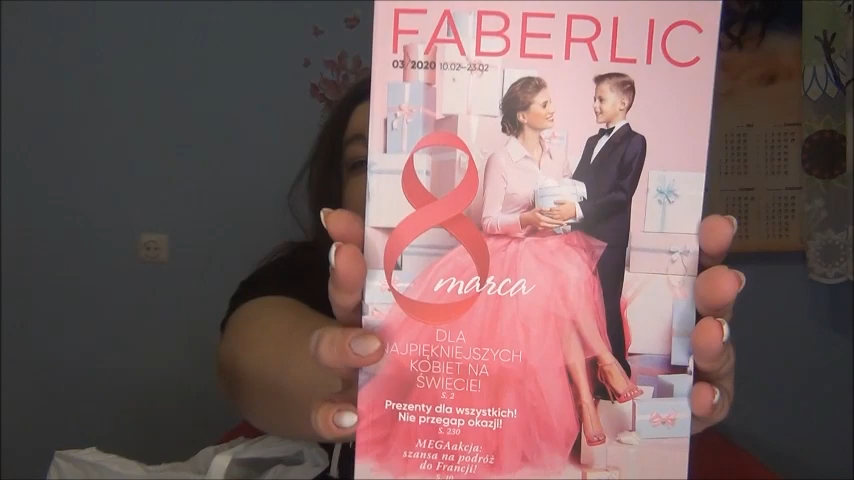 FABERLIC
03/2020 10.02–23.02
8
marca
DLA
NAJPIĘKNIEJSZYCH
KOBIET NA
ŚWIECIE!
S. 2
Prezenty dla wszystkich!
Nie przegap okazji!
S. 230
MEGAakcja:
szansa na podróż
do Francji!